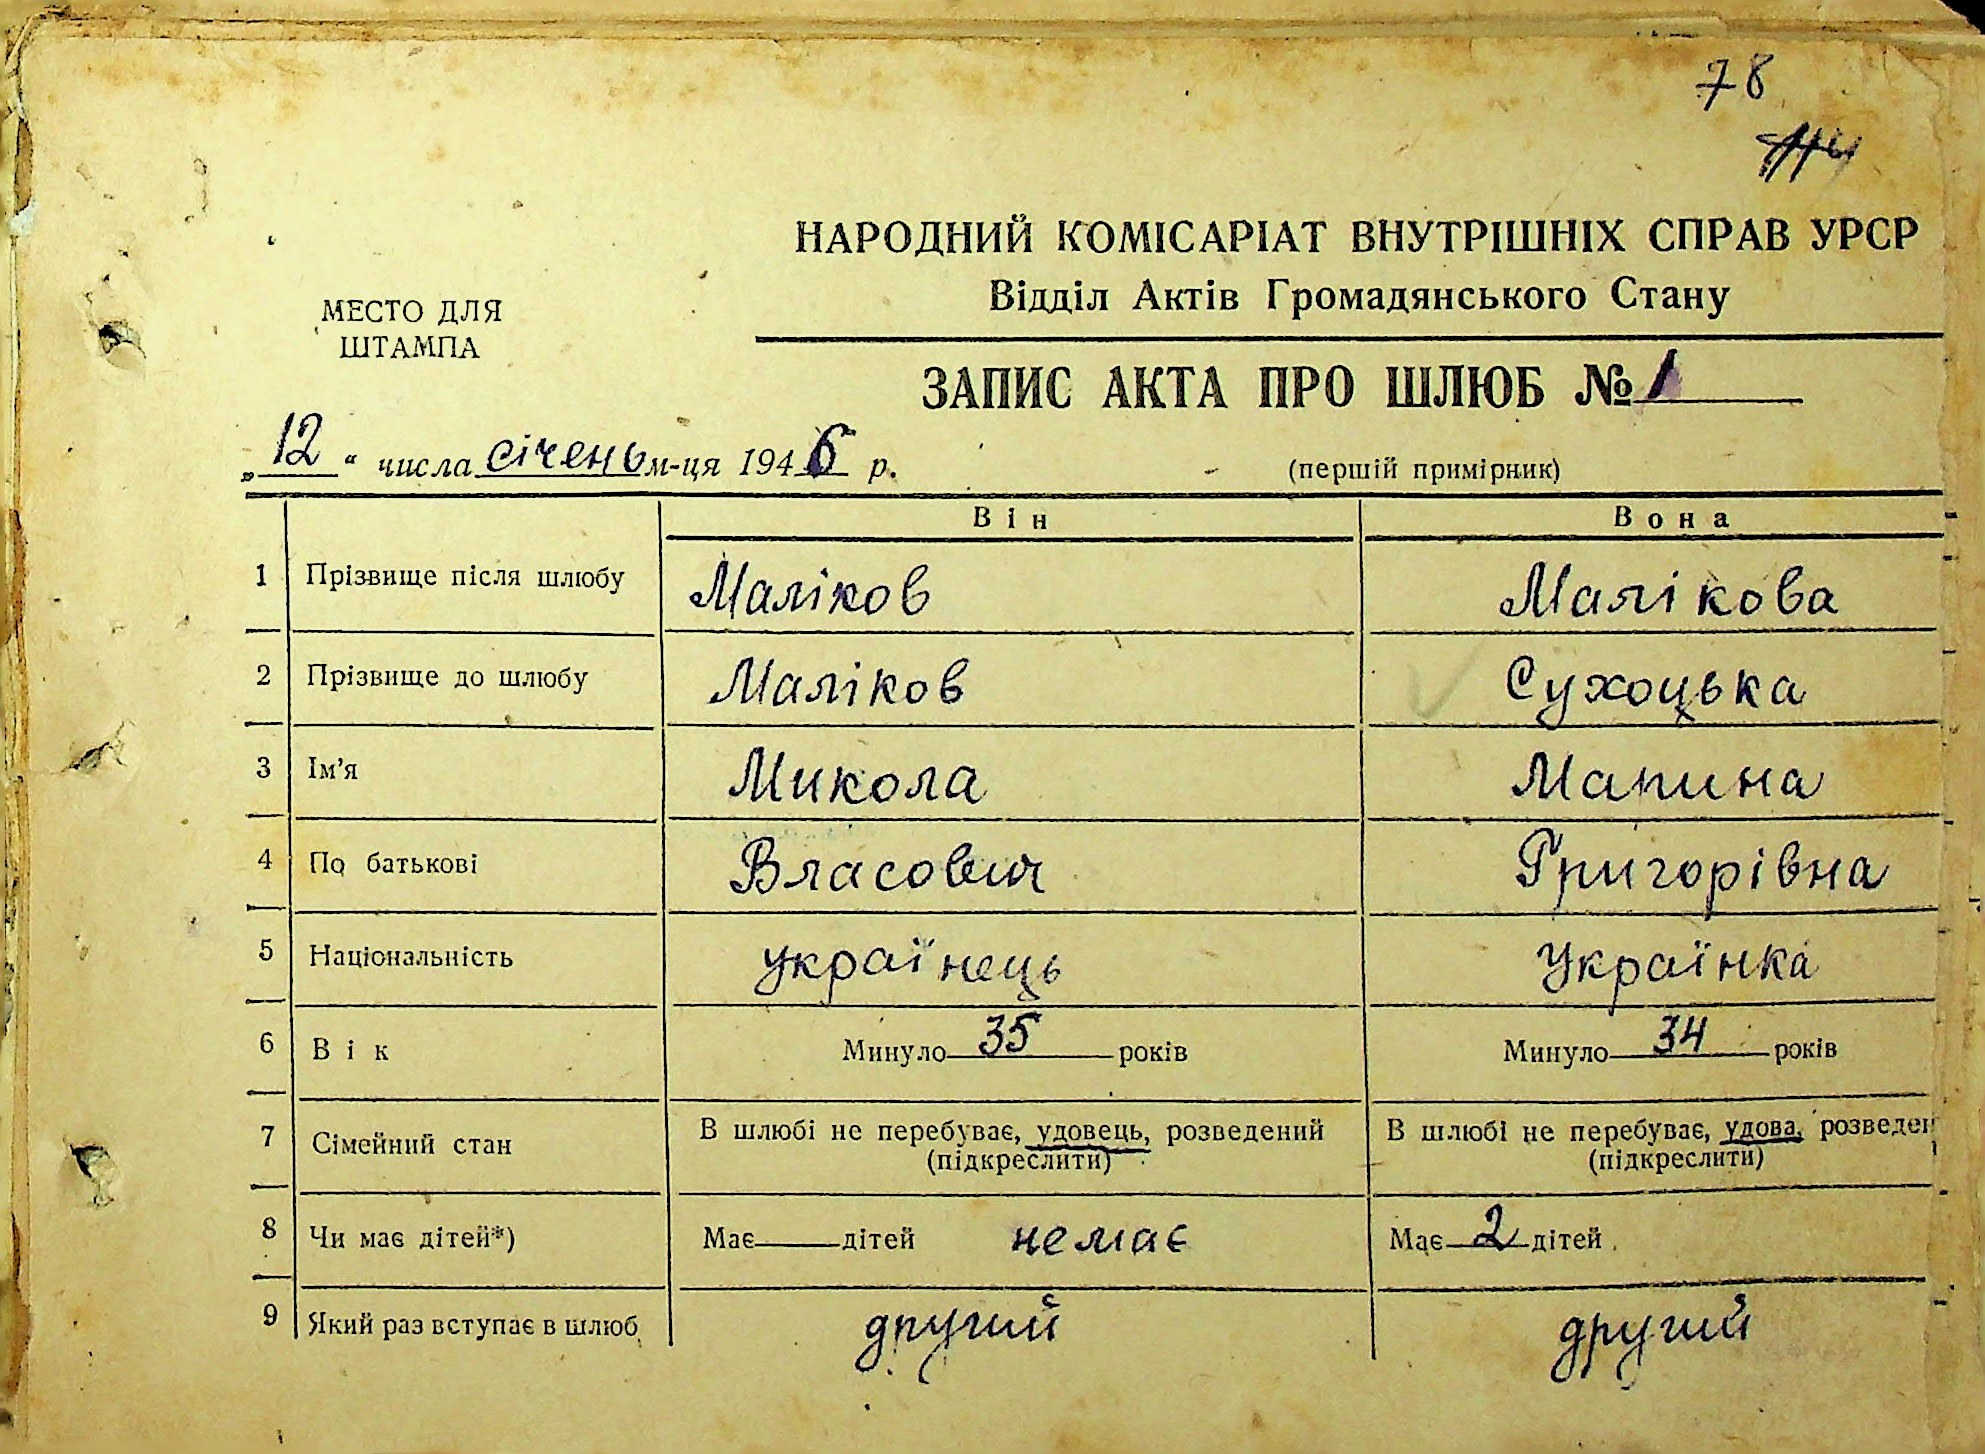 78
НАРОДНИЙ КОМІСАРІАТ ВНУТРІШНІХ СПРАВ УРСР
Відділ Актів Громадянського Стану
МЕСТО ДЛЯ
ШТАМПА
ЗАПИС АКТА ПРО ШЛЮБ № 1
„12“ числа січень м-ця 1946 р. (першій примірник)
Він Вона
1 Прізвище після шлюбу Маліков Малікова
2 Прізвище до шлюбу Маліков Сухоцька
3 Ім'я Микола Марина
4 По батькові Власович Григорівна
5 Національність українець Українка
6 Вік Минуло 35 років Минуло 34 років
7 Сімейний стан В шлюбі не перебуває, удовець, розведений (підкреслити) В шлюбі не перебуває, удова, розведен (підкреслити)
8 Чи має дітей*) Має дітей немає Має 2 дітей
9 Який раз вступає в шлюб другий другий